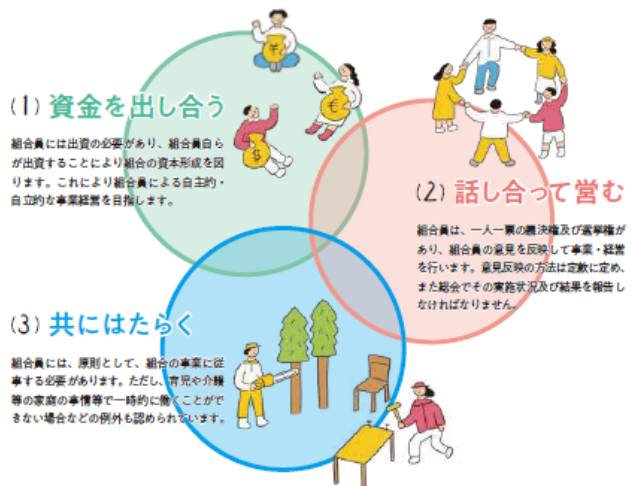 (1) 資金を出し合う
組合員には出資の必要があり、組合員自ら
が出資することにより組合の資本形成を図
ります。これにより組合員による自主的・
自立的な事業経営を目指します。
(2) 話し合って営む
組合員は、一人一票の議決権及び選挙権が
あり、組合員の意見を反映して事業・経営
を行います。意見反映の方法は定款に定め、
また総会でその実施状況及び結果を報告し
なければなりません。
(3) 共にはたらく
組合員には、原則として、組合の事業に従
事する必要があります。ただし、育児や介護
等の家庭の事情等で一時的に働くことがで
きない場合などの例外も認められています。
¥
€
$